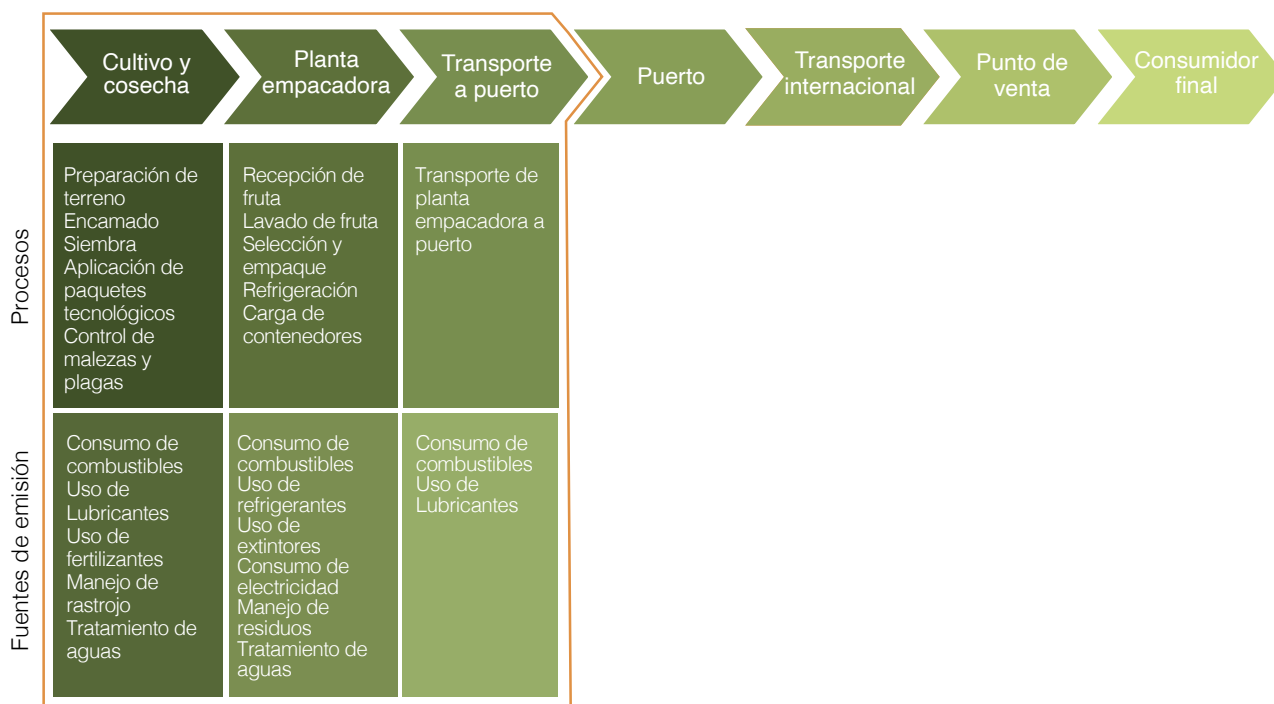 Cultivo y
cosecha
Planta
empacadora
Transporte
a puerto
Puerto
Transporte
internacional
Punto de
venta
Consumidor
final
Procesos
Preparación de
terreno
Encamado
Siembra
Aplicación de
paquetes
tecnológicos
Control de
malezas y
plagas
Recepción de
fruta
Lavado de fruta
Selección y
empaque
Refrigeración
Carga de
contenedores
Transporte de
planta
empacadora a
puerto
Fuentes de emisión
Consumo de
combustibles
Uso de
Lubricantes
Uso de
fertilizantes
Manejo de
rastrojo
Tratamiento de
aguas
Consumo de
combustibles
Uso de
refrigerantes
Uso de
extintores
Consumo de
electricidad
Manejo de
residuos
Tratamiento de
aguas
Consumo de
combustibles
Uso de
Lubricantes